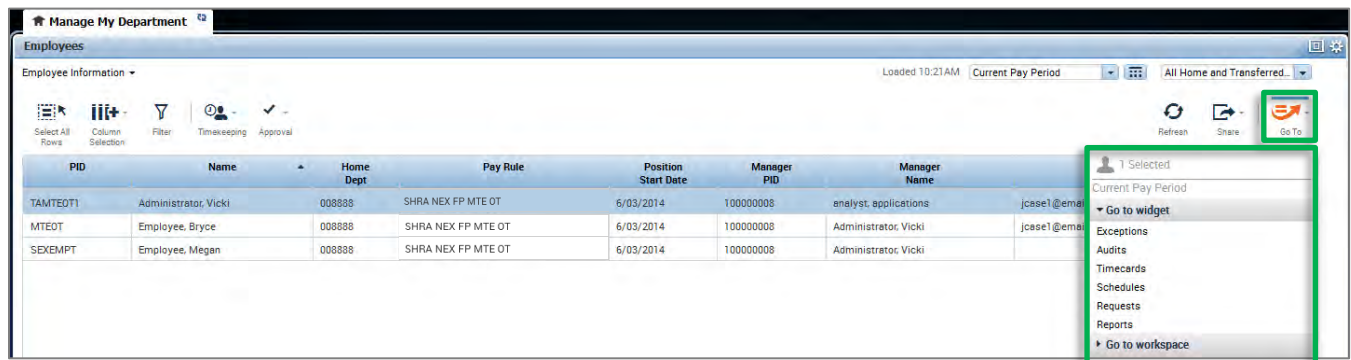 Manage My Department
Employees
Employee Information
Loaded 10:21AM Current Pay Period All Home and Transferred...
Select All Rows Column Selection Filter Timekeeping Approval Refresh Share Go To
PID Name Home Dept Pay Rule Position Start Date Manager PID Manager Name
1 Selected
Current Pay Period
TAMTEOT1 Administrator, Vicki 008888 SHRA NEX FP MTE OT 6/03/2014 100000008 analyst, applications jcase1@emai
Go to widget
MTEOT Employee, Bryce 008888 SHRA NEX FP MTE OT 6/03/2014 100000008 Administrator, Vicki jcase1@emai
Exceptions
SEXEMPT Employee, Megan 008888 SHRA NEX FP MTE OT 6/03/2014 100000008 Administrator, Vicki
Audits
Timecards
Schedules
Requests
Reports
Go to workspace